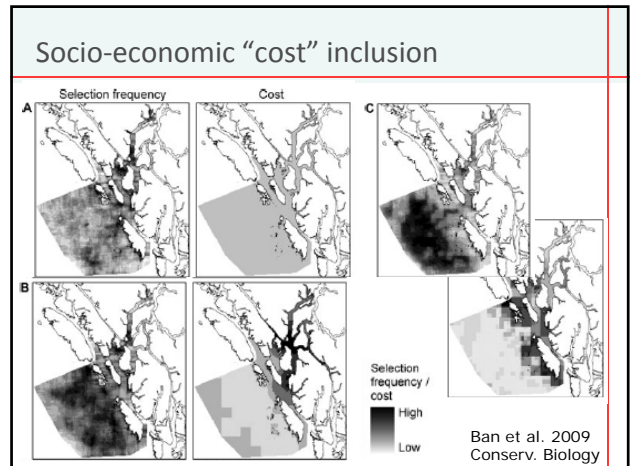 Socio-economic “cost” inclusion
Selection frequency
Cost
A
C
B
Selection
frequency /
cost
High
Low
Ban et al. 2009
Conserv. Biology